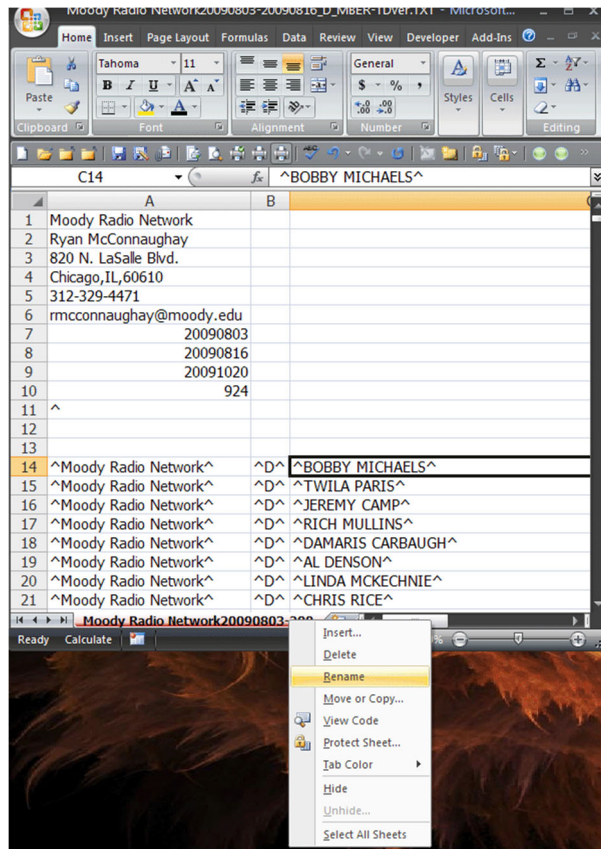 Moody Radio Network20090803-20090816_D_MBER-TDver.TXT - Microsoft...
Home Insert Page Layout Formulas Data Review View Developer Add-Ins
Tahoma 11 General
Paste B I U A A $ % , Styles Cells Σ
Clipboard Font Alignment Number Editing
C14 fx ^BOBBY MICHAELS^
A B
1 Moody Radio Network
2 Ryan McConnaughay
3 820 N. LaSalle Blvd.
4 Chicago,IL,60610
5 312-329-4471
6 rmcconnaughay@moody.edu
7 20090803
8 20090816
9 20091020
10 924
11 ^
12
13
14 ^Moody Radio Network^ ^D^ ^BOBBY MICHAELS^
15 ^Moody Radio Network^ ^D^ ^TWILA PARIS^
16 ^Moody Radio Network^ ^D^ ^JEREMY CAMP^
17 ^Moody Radio Network^ ^D^ ^RICH MULLINS^
18 ^Moody Radio Network^ ^D^ ^DAMARIS CARBAUGH^
19 ^Moody Radio Network^ ^D^ ^AL DENSON^
20 ^Moody Radio Network^ ^D^ ^LINDA MCKECHNIE^
21 ^Moody Radio Network^ ^D^ ^CHRIS RICE^
Moody Radio Network20090803-200
Ready Calculate %
Insert...
Delete
Rename
Move or Copy...
View Code
Protect Sheet...
Tab Color
Hide
Unhide...
Select All Sheets